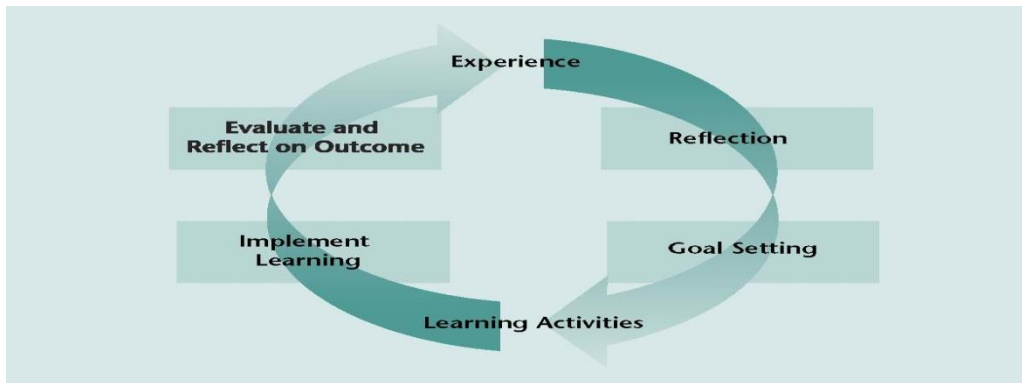 Experience
Evaluate and
Reflect on Outcome
Reflection
Implement
Learning
Goal Setting
Learning Activities